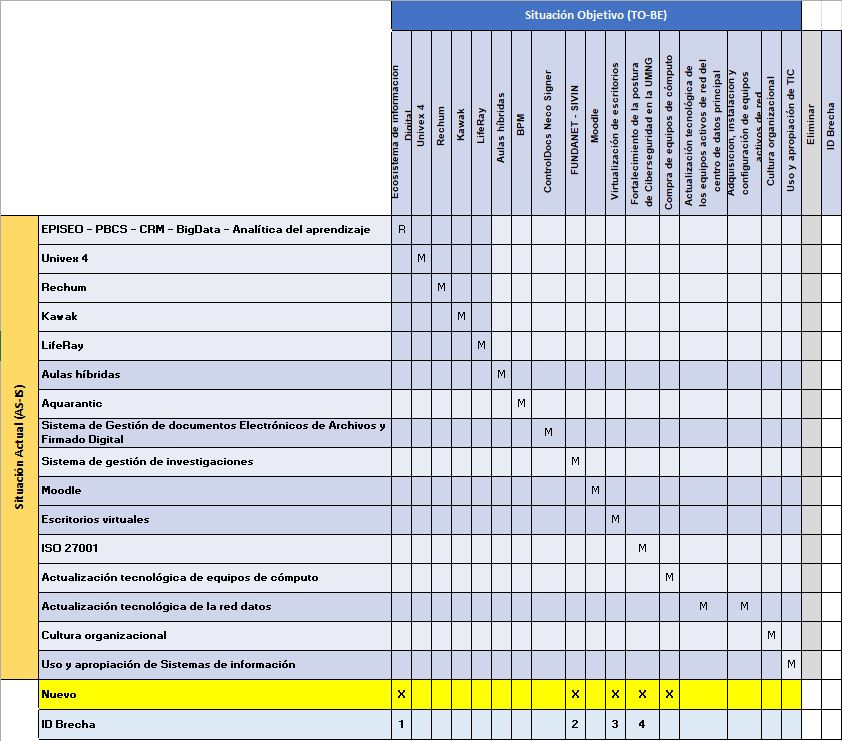 Situación Objetivo (TO-BE)
Ecosistema de informacion
Digital
Univex 4
Rechum
Kawak
LifeRay
Aulas híbridas
BPM
ControlDocs Neco Signer
FUNDANET - SIVIN
Moodle
Virtualización de escritorios
Fortalecimiento de la postura
de Ciberseguridad en la UMNG
Compra de equipos de cómputo
Actualización tecnológica de
los equipos activos de red del
centro de datos principal
Adquisicion, instalacion y
configuración de equipos
activos de red
Cultura organizacional
Uso y apropiación de TIC
Eliminar
ID Brecha
Situación Actual (AS-IS)
EPISEO - PBCS - CRM - BigData - Analítica del aprendizaje R
Univex 4 M
Rechum M
Kawak M
LifeRay M
Aulas híbridas M
Aquarantic M
Sistema de Gestión de documentos Electrónicos de Archivos y
Firmado Digital M
Sistema de gestión de investigaciones M
Moodle M
Escritorios virtuales M
ISO 27001 M
Actualización tecnológica de equipos de cómputo M
Actualización tecnológica de la red datos M M
Cultura organizacional M
Uso y apropiación de Sistemas de información M
Nuevo X X X X X
ID Brecha 1 2 3 4